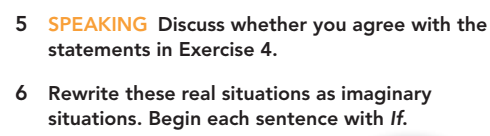 5 SPEAKING Discuss whether you agree with the
statements in Exercise 4.
6 Rewrite these real situations as imaginary
situations. Begin each sentence with If.